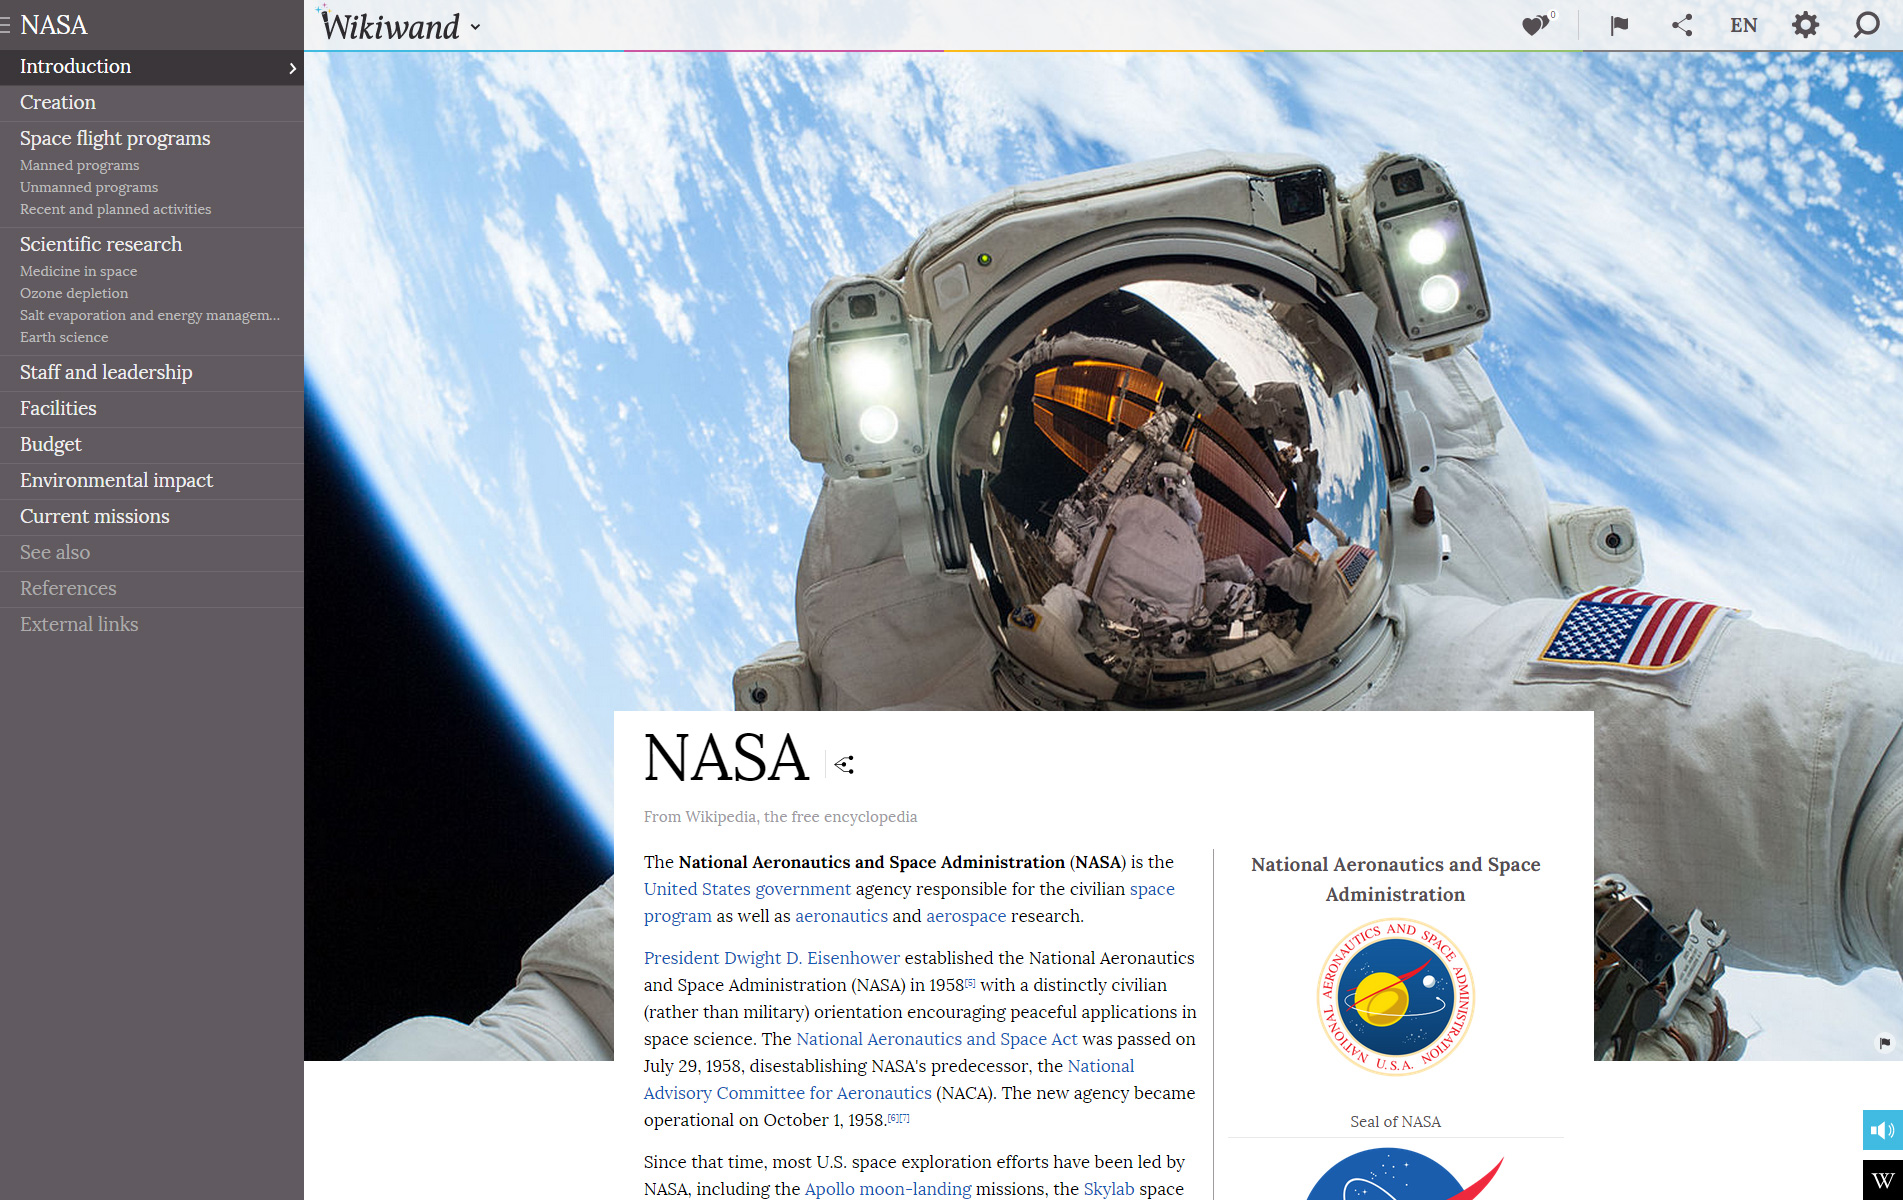 NASA
Introduction
Creation
Space flight programs
Manned programs
Unmanned programs
Recent and planned activities
Scientific research
Medicine in space
Ozone depletion
Salt evaporation and energy managem...
Earth science
Staff and leadership
Facilities
Budget
Environmental impact
Current missions
See also
References
External links
Wikiwand
0
EN
NASA
From Wikipedia, the free encyclopedia
The National Aeronautics and Space Administration (NASA) is the
United States government agency responsible for the civilian space
program as well as aeronautics and aerospace research.
President Dwight D. Eisenhower established the National Aeronautics
and Space Administration (NASA) in 1958[5] with a distinctly civilian
(rather than military) orientation encouraging peaceful applications in
space science. The National Aeronautics and Space Act was passed on
July 29, 1958, disestablishing NASA's predecessor, the National
Advisory Committee for Aeronautics (NACA). The new agency became
operational on October 1, 1958.[6][7]
Since that time, most U.S. space exploration efforts have been led by
NASA, including the Apollo moon-landing missions, the Skylab space
National Aeronautics and Space
Administration
NATIONAL AERONAUTICS AND SPACE ADMINISTRATION
U.S.A.
Seal of NASA
W